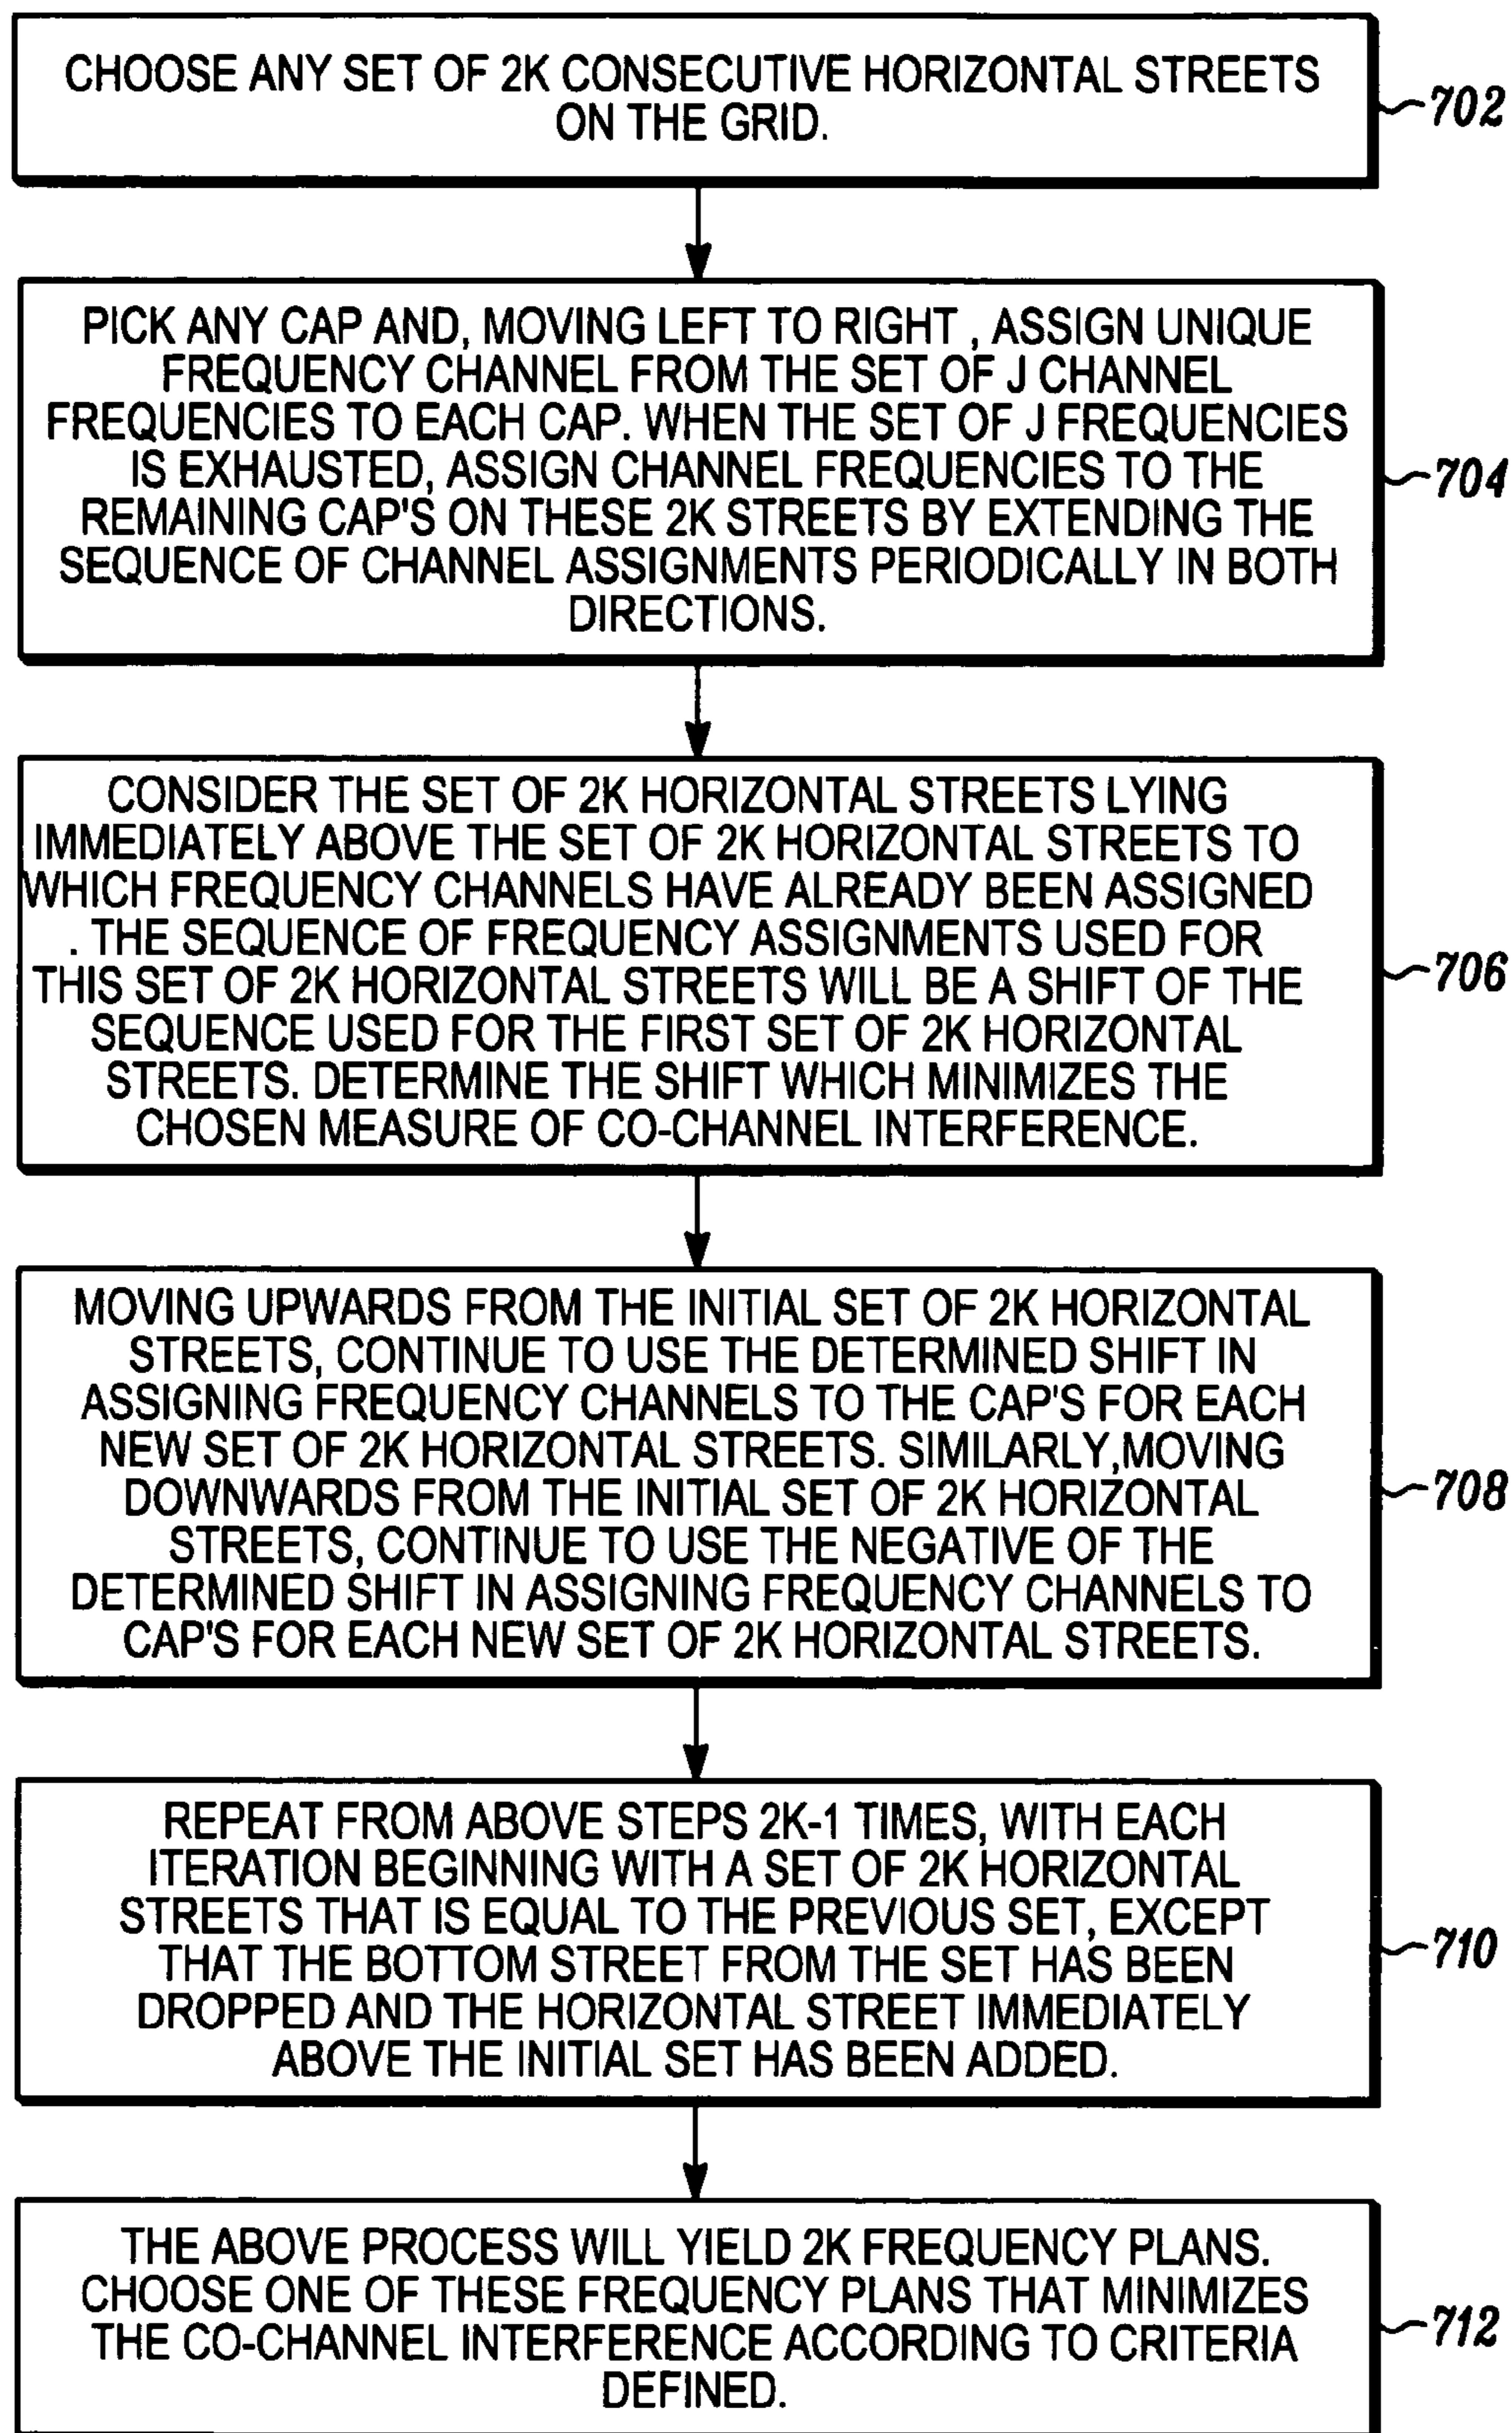 CHOOSE ANY SET OF 2K CONSECUTIVE HORIZONTAL STREETS
ON THE GRID.
702
PICK ANY CAP AND, MOVING LEFT TO RIGHT , ASSIGN UNIQUE
FREQUENCY CHANNEL FROM THE SET OF J CHANNEL
FREQUENCIES TO EACH CAP. WHEN THE SET OF J FREQUENCIES
IS EXHAUSTED, ASSIGN CHANNEL FREQUENCIES TO THE
REMAINING CAP'S ON THESE 2K STREETS BY EXTENDING THE
SEQUENCE OF CHANNEL ASSIGNMENTS PERIODICALLY IN BOTH
DIRECTIONS.
704
CONSIDER THE SET OF 2K HORIZONTAL STREETS LYING
IMMEDIATELY ABOVE THE SET OF 2K HORIZONTAL STREETS TO
WHICH FREQUENCY CHANNELS HAVE ALREADY BEEN ASSIGNED
. THE SEQUENCE OF FREQUENCY ASSIGNMENTS USED FOR
THIS SET OF 2K HORIZONTAL STREETS WILL BE A SHIFT OF THE
SEQUENCE USED FOR THE FIRST SET OF 2K HORIZONTAL
STREETS. DETERMINE THE SHIFT WHICH MINIMIZES THE
CHOSEN MEASURE OF CO-CHANNEL INTERFERENCE.
706
MOVING UPWARDS FROM THE INITIAL SET OF 2K HORIZONTAL
STREETS, CONTINUE TO USE THE DETERMINED SHIFT IN
ASSIGNING FREQUENCY CHANNELS TO THE CAP'S FOR EACH
NEW SET OF 2K HORIZONTAL STREETS. SIMILARLY,MOVING
DOWNWARDS FROM THE INITIAL SET OF 2K HORIZONTAL
STREETS, CONTINUE TO USE THE NEGATIVE OF THE
DETERMINED SHIFT IN ASSIGNING FREQUENCY CHANNELS TO
CAP'S FOR EACH NEW SET OF 2K HORIZONTAL STREETS.
708
REPEAT FROM ABOVE STEPS 2K-1 TIMES, WITH EACH
ITERATION BEGINNING WITH A SET OF 2K HORIZONTAL
STREETS THAT IS EQUAL TO THE PREVIOUS SET, EXCEPT
THAT THE BOTTOM STREET FROM THE SET HAS BEEN
DROPPED AND THE HORIZONTAL STREET IMMEDIATELY
ABOVE THE INITIAL SET HAS BEEN ADDED.
710
THE ABOVE PROCESS WILL YIELD 2K FREQUENCY PLANS.
CHOOSE ONE OF THESE FREQUENCY PLANS THAT MINIMIZES
THE CO-CHANNEL INTERFERENCE ACCORDING TO CRITERIA
DEFINED.
712